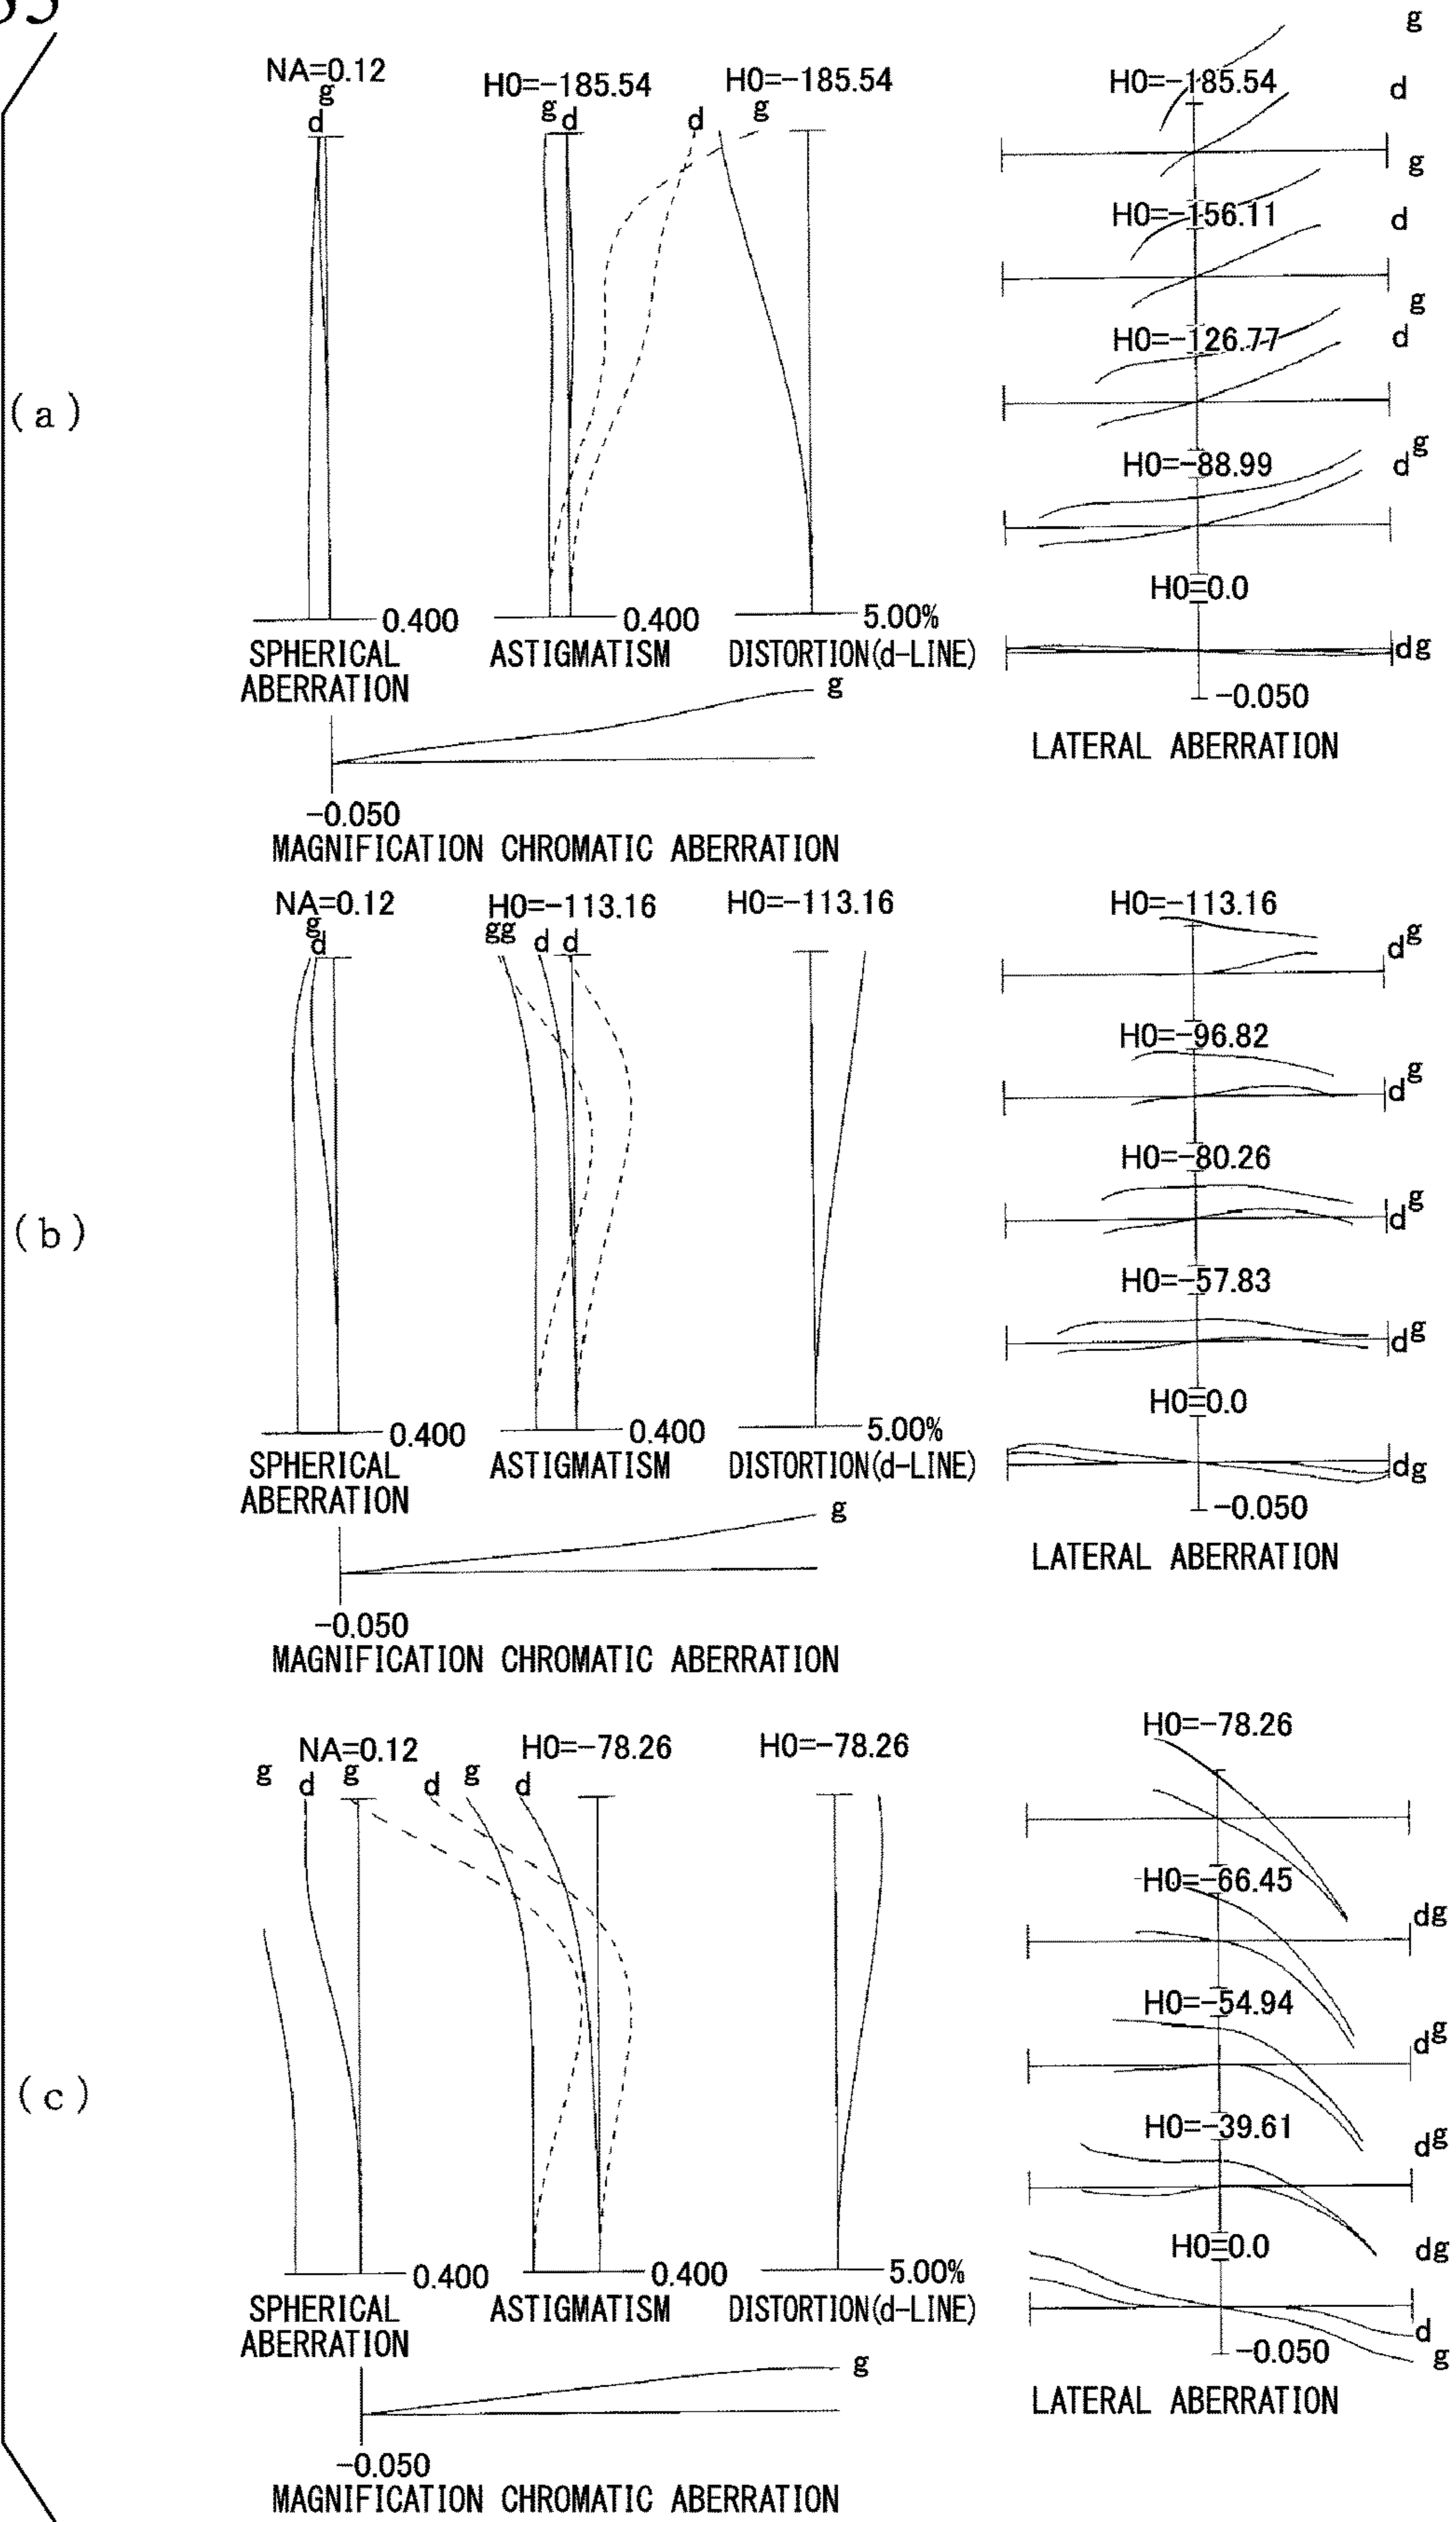 (a)
NA=0.12
g
d
0.400
SPHERICAL
ABERRATION
H0=-185.54
g d
0.400
ASTIGMATISM
H0=-185.54
d g
5.00%
DISTORTION(d-LINE)
g
-0.050
MAGNIFICATION CHROMATIC ABERRATION
g
H0=-185.54
d
g
H0=-156.11
d
g
H0=-126.77
d
g
H0=-88.99
d
H0=0.0
dg
-0.050
LATERAL ABERRATION
(b)
NA=0.12
g
d
0.400
SPHERICAL
ABERRATION
H0=-113.16
gg d d
0.400
ASTIGMATISM
H0=-113.16
5.00%
DISTORTION(d-LINE)
g
-0.050
MAGNIFICATION CHROMATIC ABERRATION
H0=-113.16
dg
H0=-96.82
dg
H0=-80.26
dg
H0=-57.83
dg
H0=0.0
dg
-0.050
LATERAL ABERRATION
(c)
NA=0.12
g d g
0.400
SPHERICAL
ABERRATION
H0=-78.26
d g d
0.400
ASTIGMATISM
H0=-78.26
5.00%
DISTORTION(d-LINE)
g
-0.050
MAGNIFICATION CHROMATIC ABERRATION
H0=-78.26
H0=-66.45
dg
H0=-54.94
dg
H0=-39.61
dg
H0=0.0
dg
d
-0.050
g
LATERAL ABERRATION